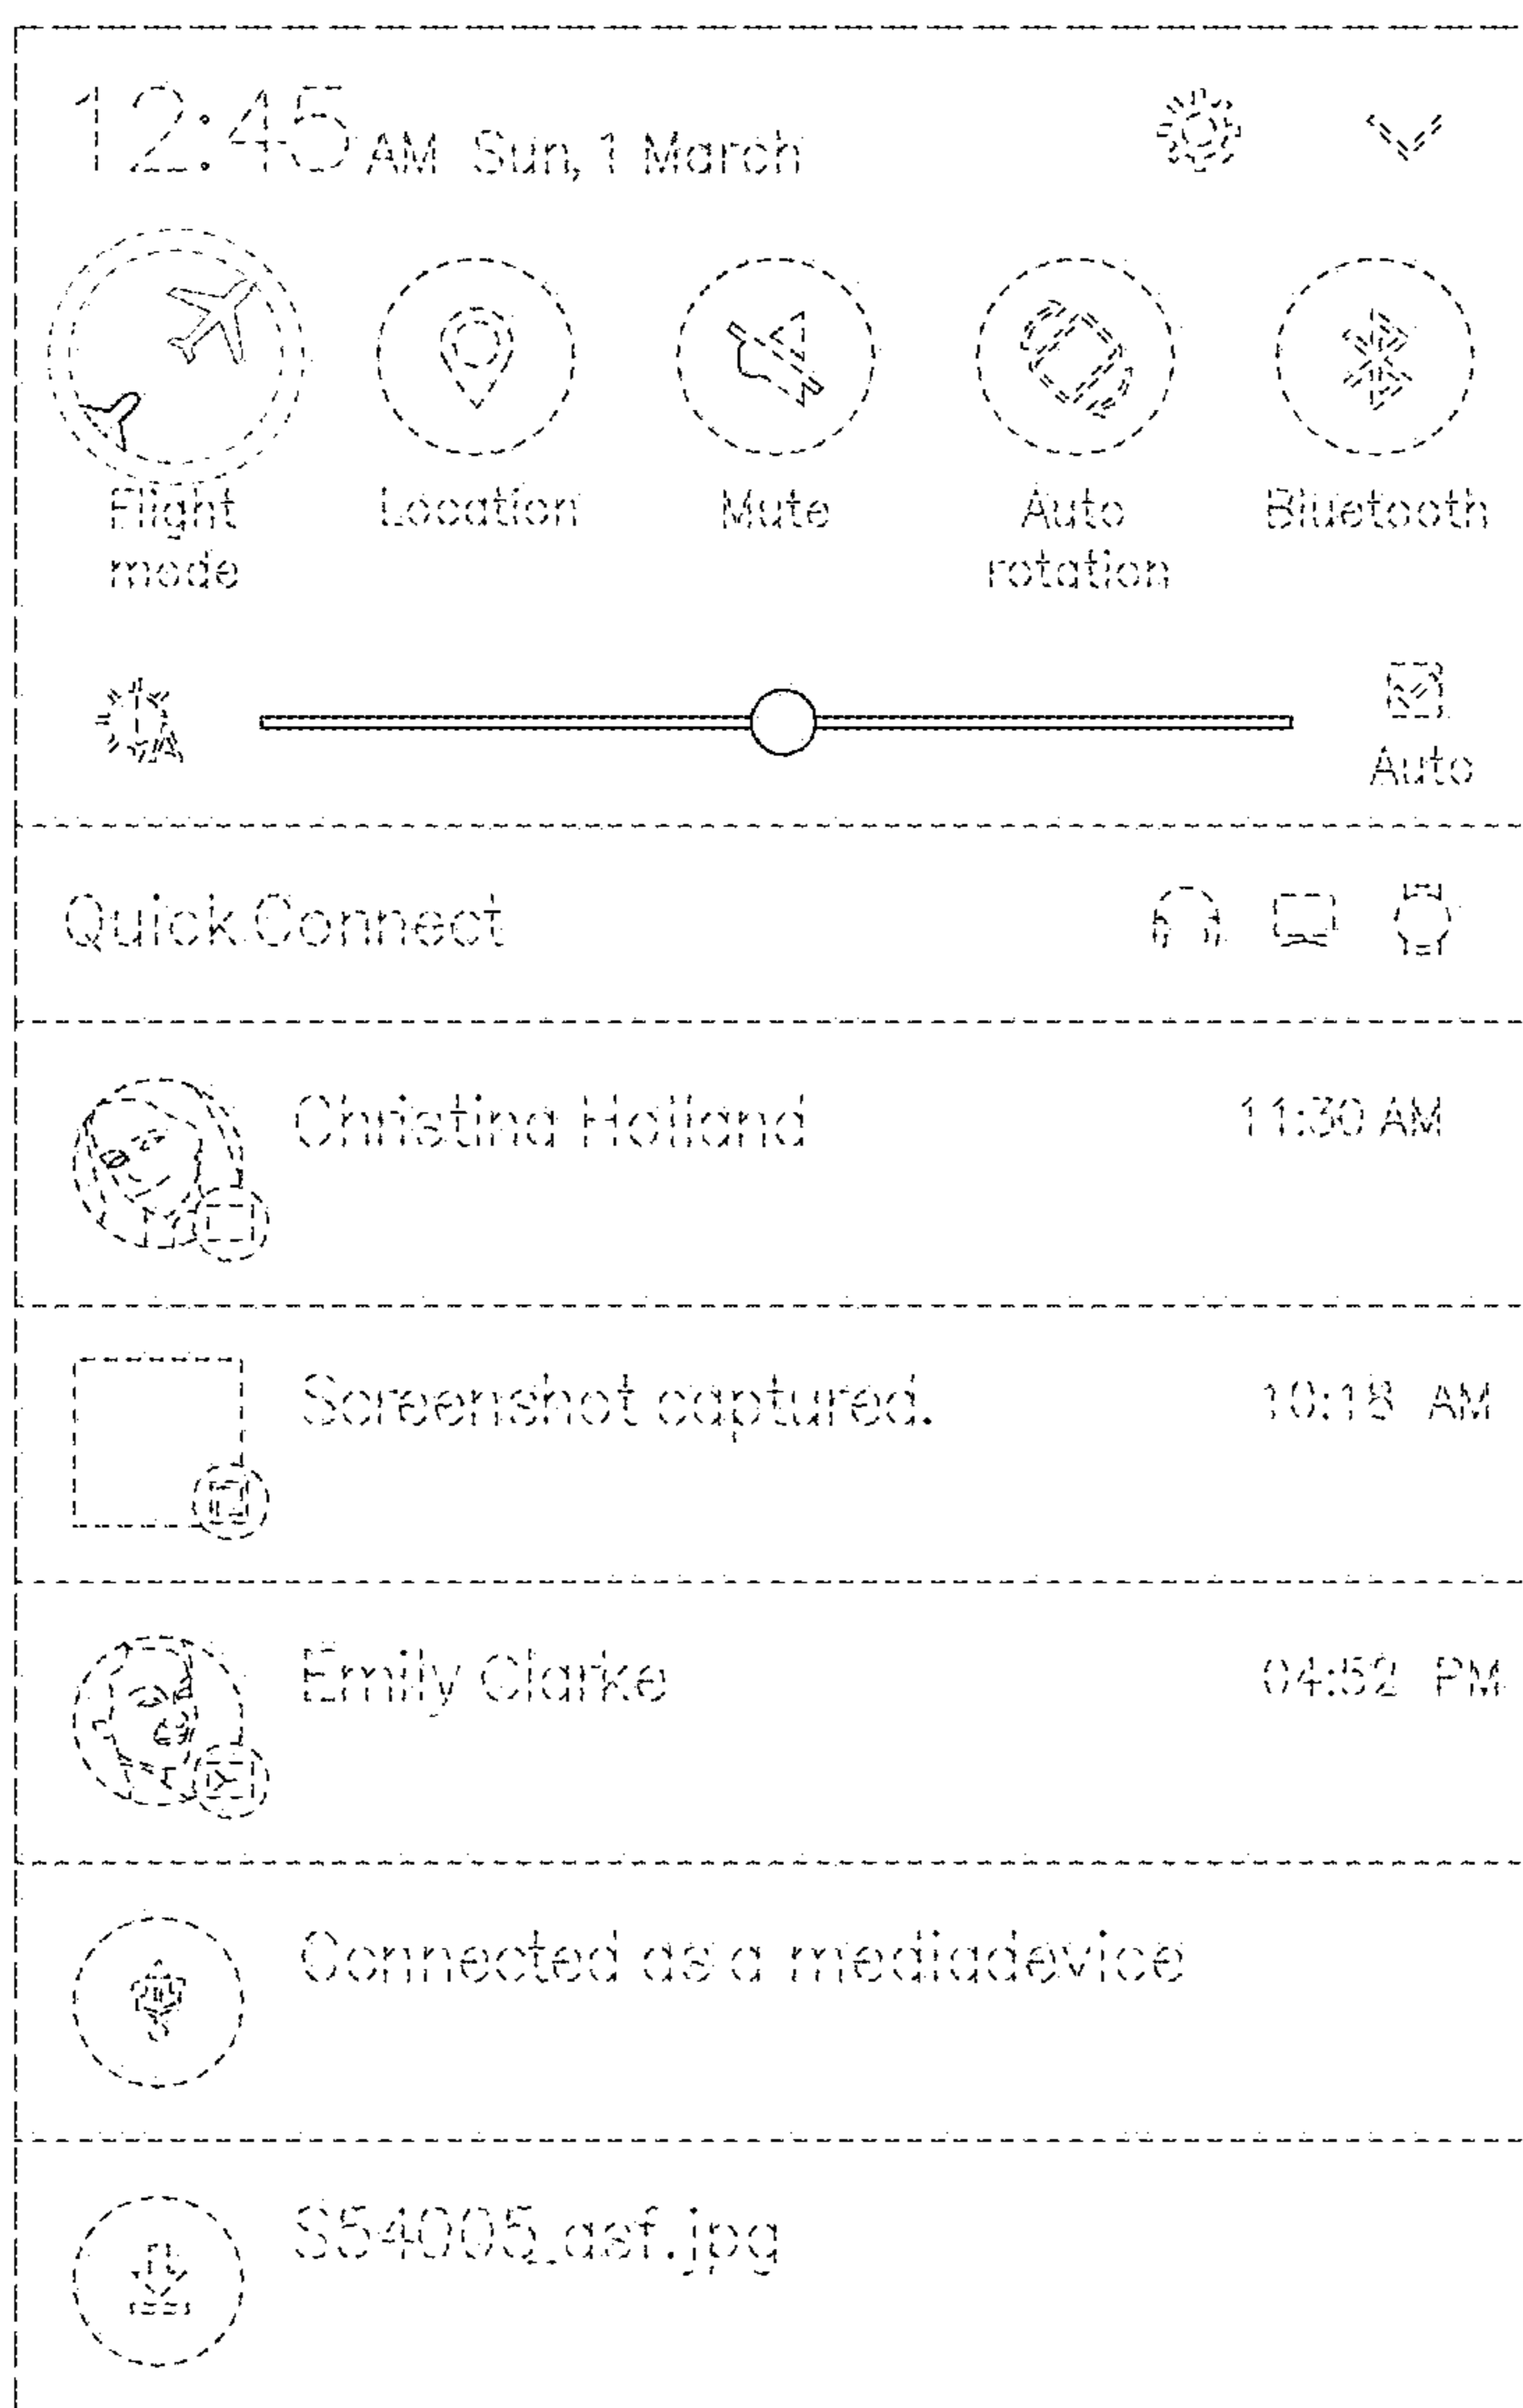 12:45 AM Sun, 1 March
Flight mode
Location
Mute
Auto rotation
Bluetooth
Auto
Quick Connect
Christina Holland 11:30 AM
Screenshot captured. 10:18 AM
Emily Clarke 04:52 PM
Connected as a mediadevice
S54005_asf.jpg